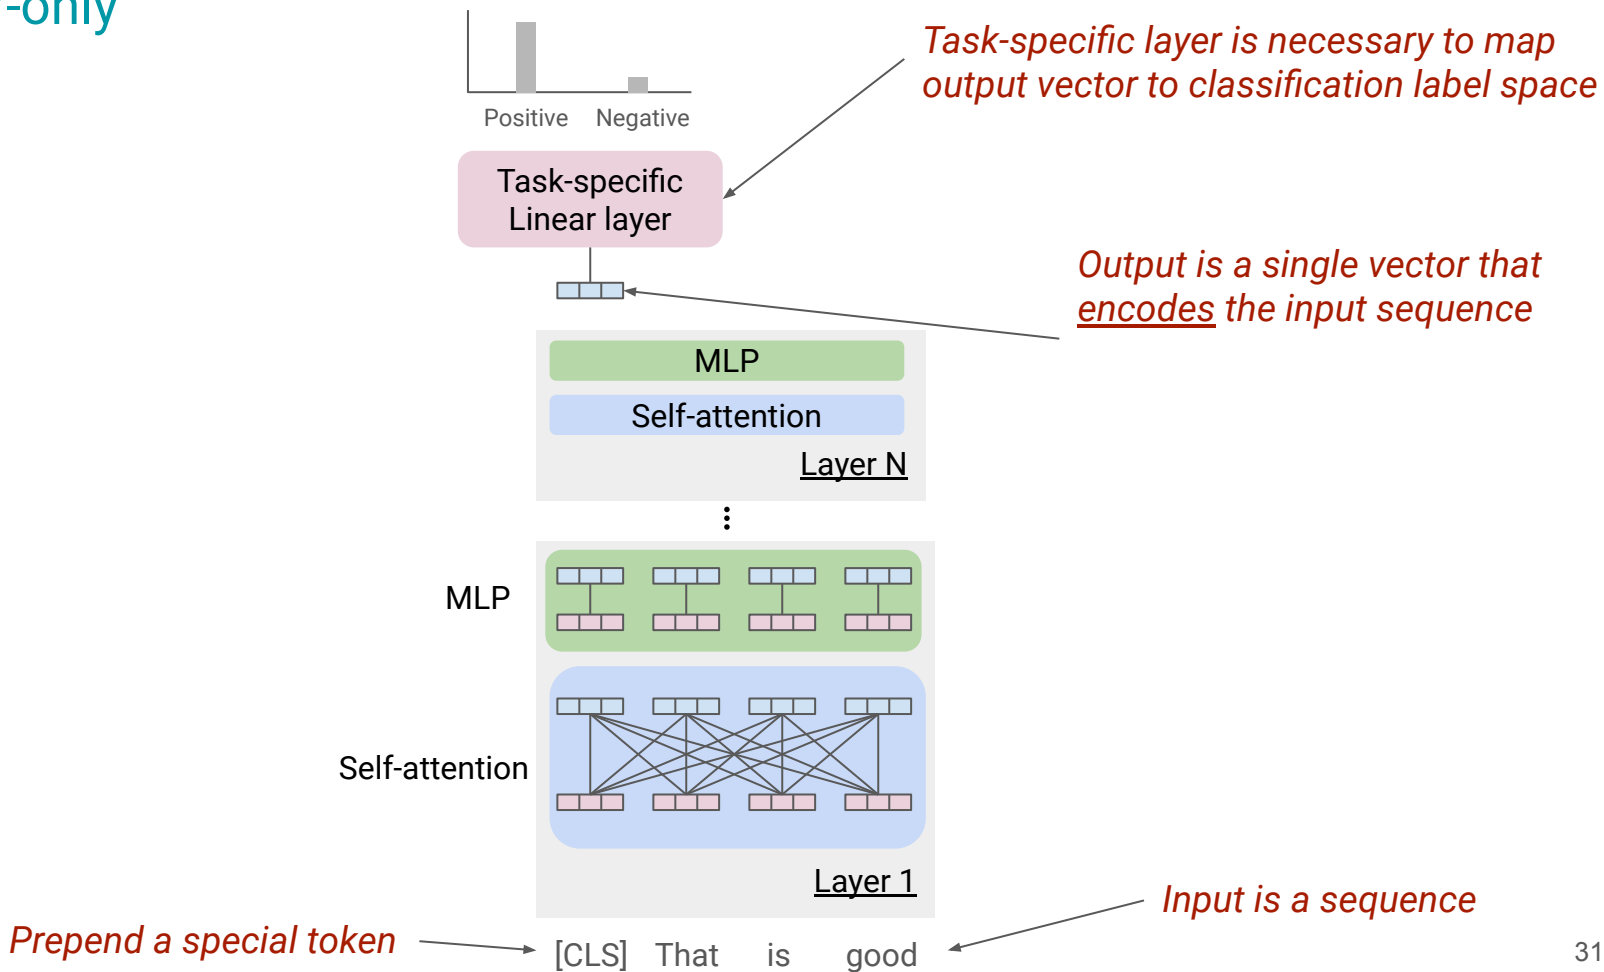 -only
Task-specific layer is necessary to map
output vector to classification label space
Positive Negative
Task-specific
Linear layer
Output is a single vector that
encodes the input sequence
MLP
Self-attention
Layer N
MLP
Self-attention
Layer 1
Input is a sequence
Prepend a special token
[CLS] That is good
31